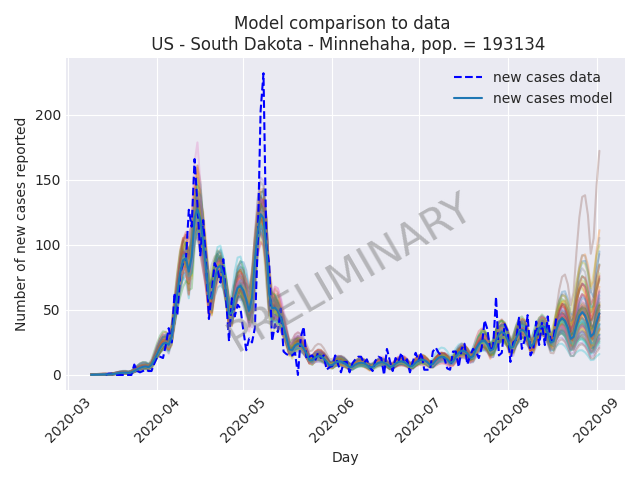 Model comparison to data
US - South Dakota - Minnehaha, pop. = 193134
new cases data
new cases model
PRELIMINARY
Number of new cases reported
200
150
100
50
0
2020-03
2020-04
2020-05
2020-06
2020-07
2020-08
2020-09
Day